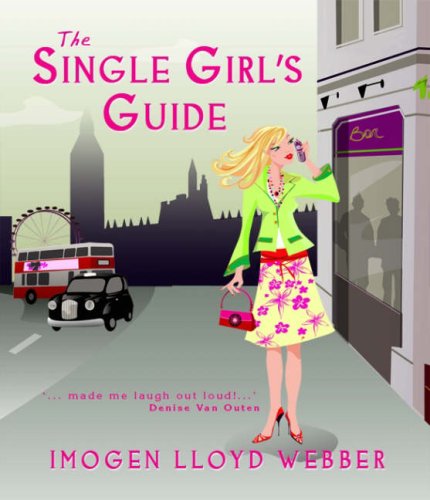 The
SINGLE GIRL'S
GUIDE
Bar
'... made me laugh out loud!...'
Denise Van Outen
IMOGEN LLOYD WEBBER